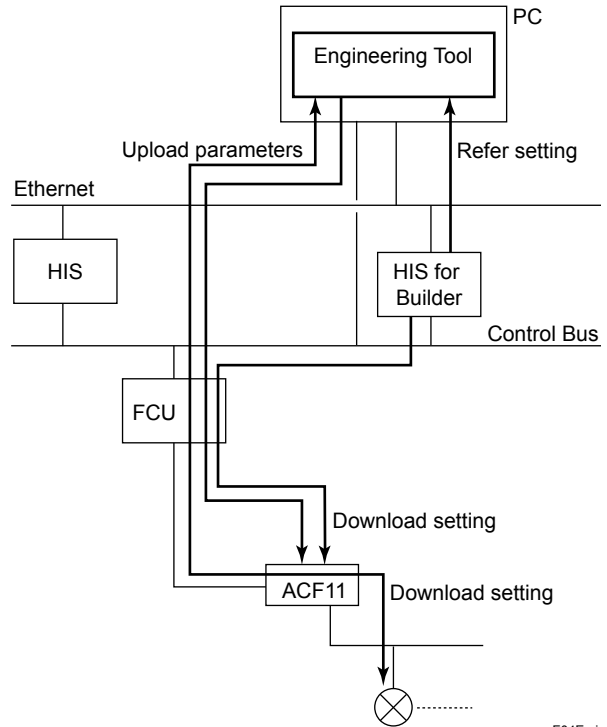 PC
Engineering Tool
Upload parameters
Refer setting
Ethernet
HIS
HIS for
Builder
Control Bus
FCU
Download setting
ACF11
Download setting